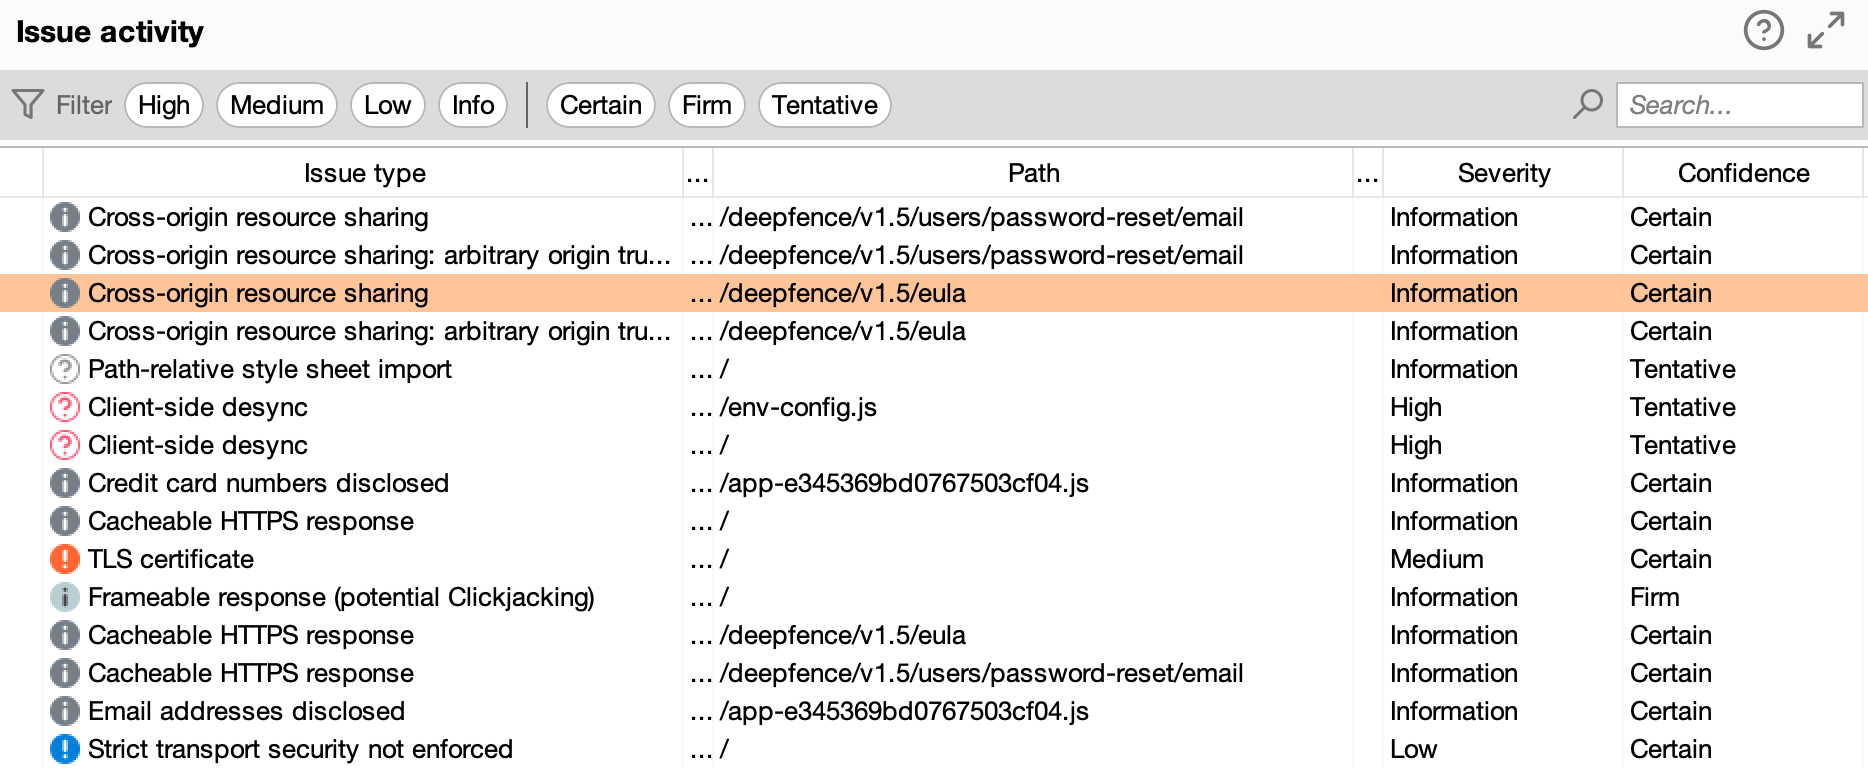 Issue activity
Filter High Medium Low Info Certain Firm Tentative Search...
Issue type ... Path ... Severity Confidence
Cross-origin resource sharing ... /deepfence/v1.5/users/password-reset/email Information Certain
Cross-origin resource sharing: arbitrary origin tru... ... /deepfence/v1.5/users/password-reset/email Information Certain
Cross-origin resource sharing ... /deepfence/v1.5/eula Information Certain
Cross-origin resource sharing: arbitrary origin tru... ... /deepfence/v1.5/eula Information Certain
Path-relative style sheet import ... / Information Tentative
Client-side desync ... /env-config.js High Tentative
Client-side desync ... / High Tentative
Credit card numbers disclosed ... /app-e345369bd0767503cf04.js Information Certain
Cacheable HTTPS response ... / Information Certain
TLS certificate ... / Medium Certain
Frameable response (potential Clickjacking) ... / Information Firm
Cacheable HTTPS response ... /deepfence/v1.5/eula Information Certain
Cacheable HTTPS response ... /deepfence/v1.5/users/password-reset/email Information Certain
Email addresses disclosed ... /app-e345369bd0767503cf04.js Information Certain
Strict transport security not enforced ... / Low Certain